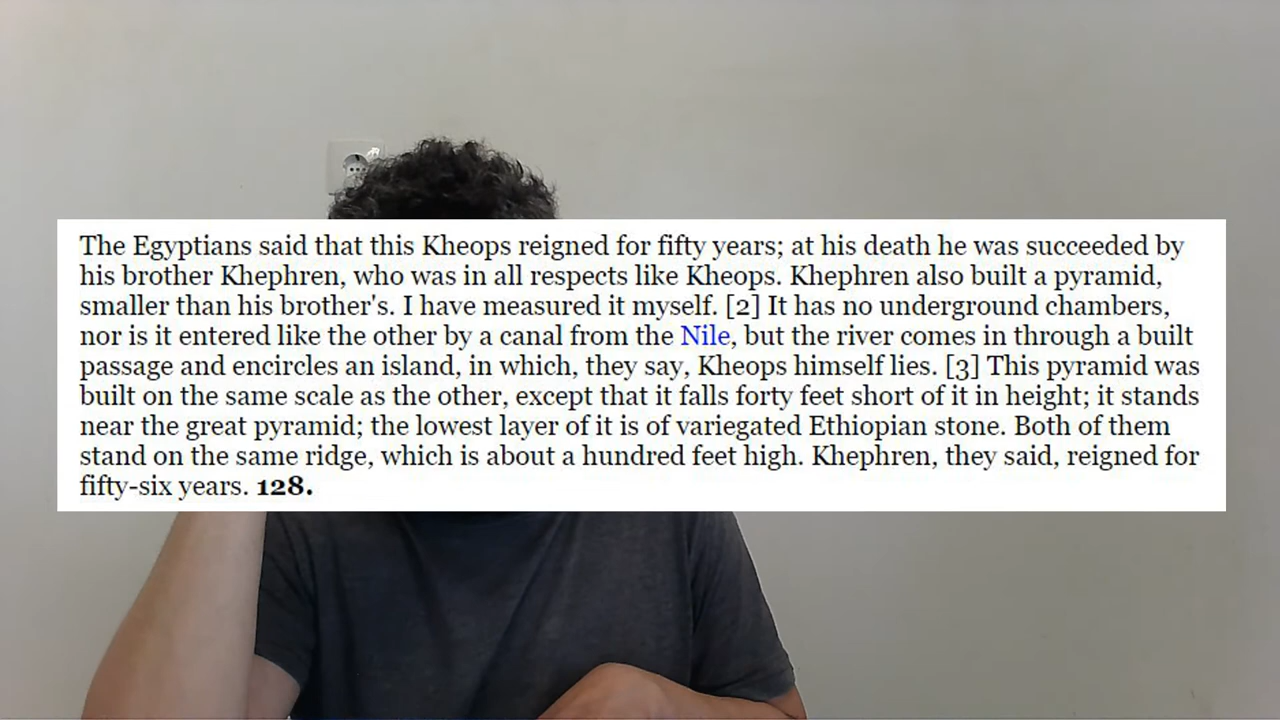 The Egyptians said that this Kheops reigned for fifty years; at his death he was succeeded by
his brother Khephren, who was in all respects like Kheops. Khephren also built a pyramid,
smaller than his brother's. I have measured it myself. [2] It has no underground chambers,
nor is it entered like the other by a canal from the Nile, but the river comes in through a built
passage and encircles an island, in which, they say, Kheops himself lies. [3] This pyramid was
built on the same scale as the other, except that it falls forty feet short of it in height; it stands
near the great pyramid; the lowest layer of it is of variegated Ethiopian stone. Both of them
stand on the same ridge, which is about a hundred feet high. Khephren, they said, reigned for
fifty-six years. 128.